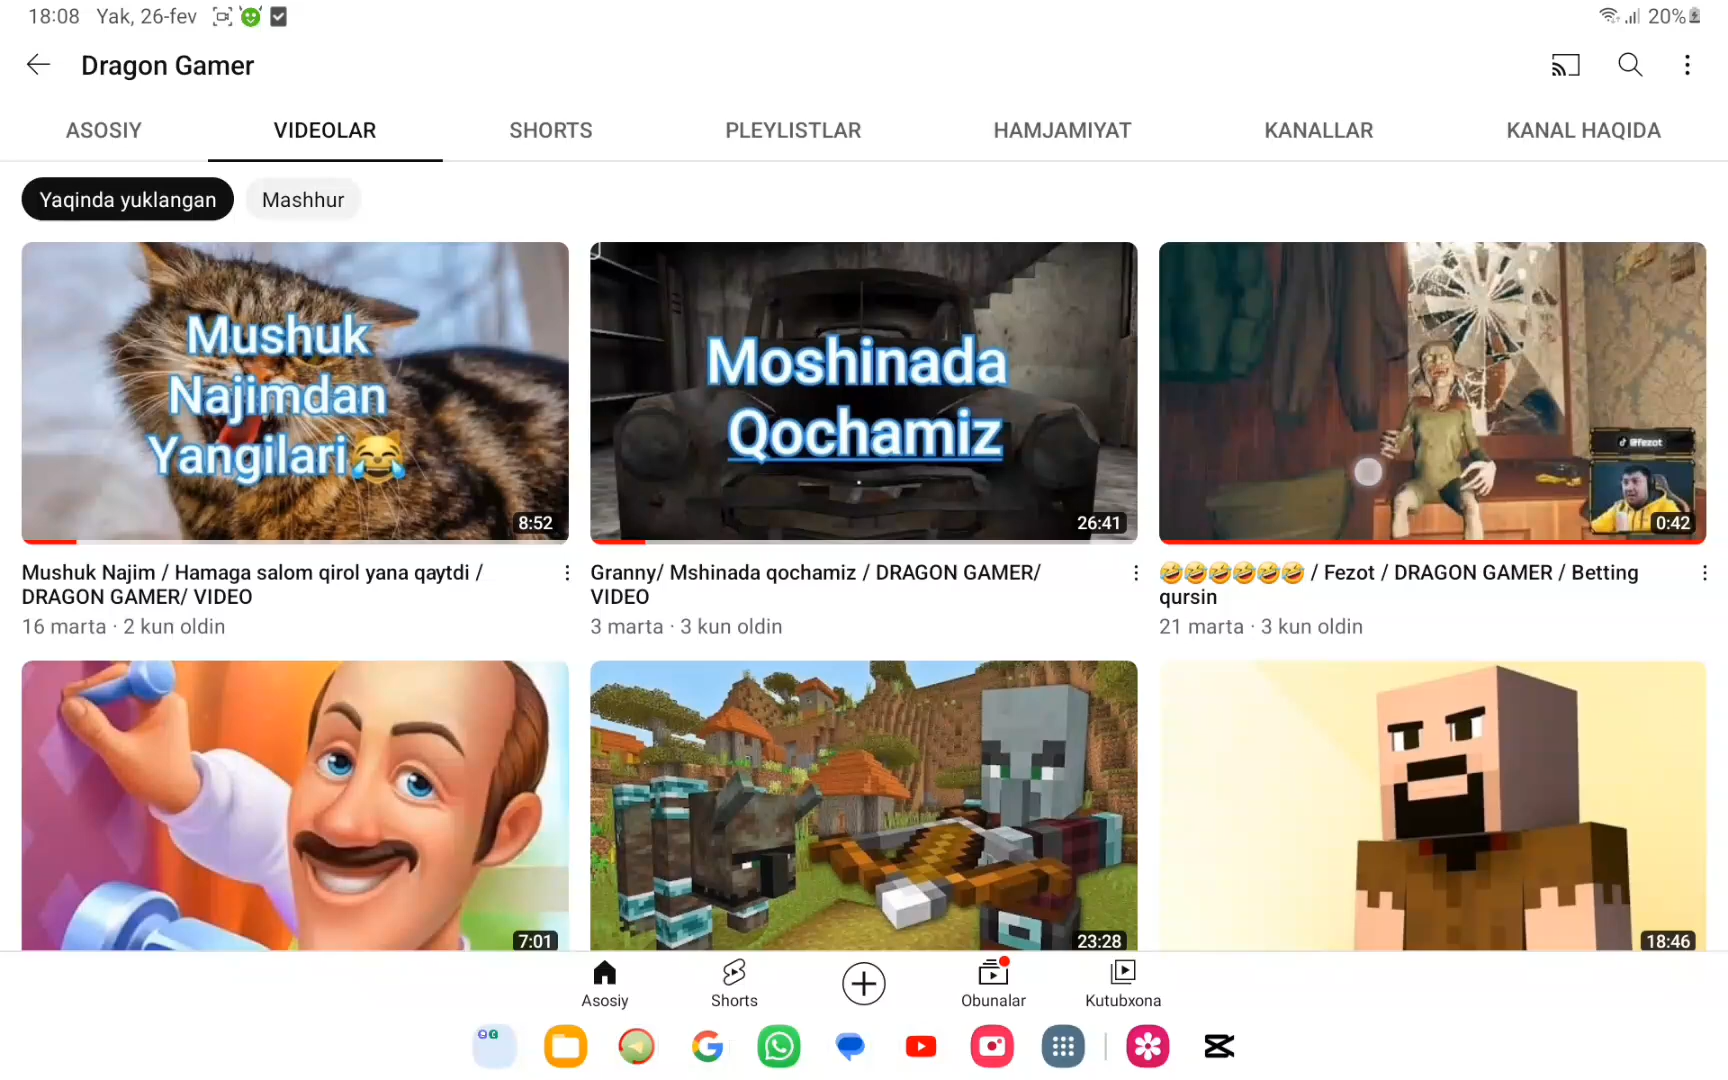 18:08 Yak, 26-fev
20%
Dragon Gamer
ASOSIY VIDEOLAR SHORTS PLEYLISTLAR HAMJAMIYAT KANALLAR KANAL HAQIDA
Yaqinda yuklangan Mashhur
Mushuk
Najimdan
Yangilari😹
8:52
Moshinada
Qochamiz
26:41
@fezot
0:42
Mushuk Najim / Hamaga salom qirol yana qaytdi /
DRAGON GAMER/ VIDEO
16 marta · 2 kun oldin
Granny/ Mshinada qochamiz / DRAGON GAMER/
VIDEO
3 marta · 3 kun oldin
🤣🤣🤣🤣🤣🤣 / Fezot / DRAGON GAMER / Betting
qursin
21 marta · 3 kun oldin
7:01
23:28
18:46
Asosiy
Shorts
Obunalar
Kutubxona